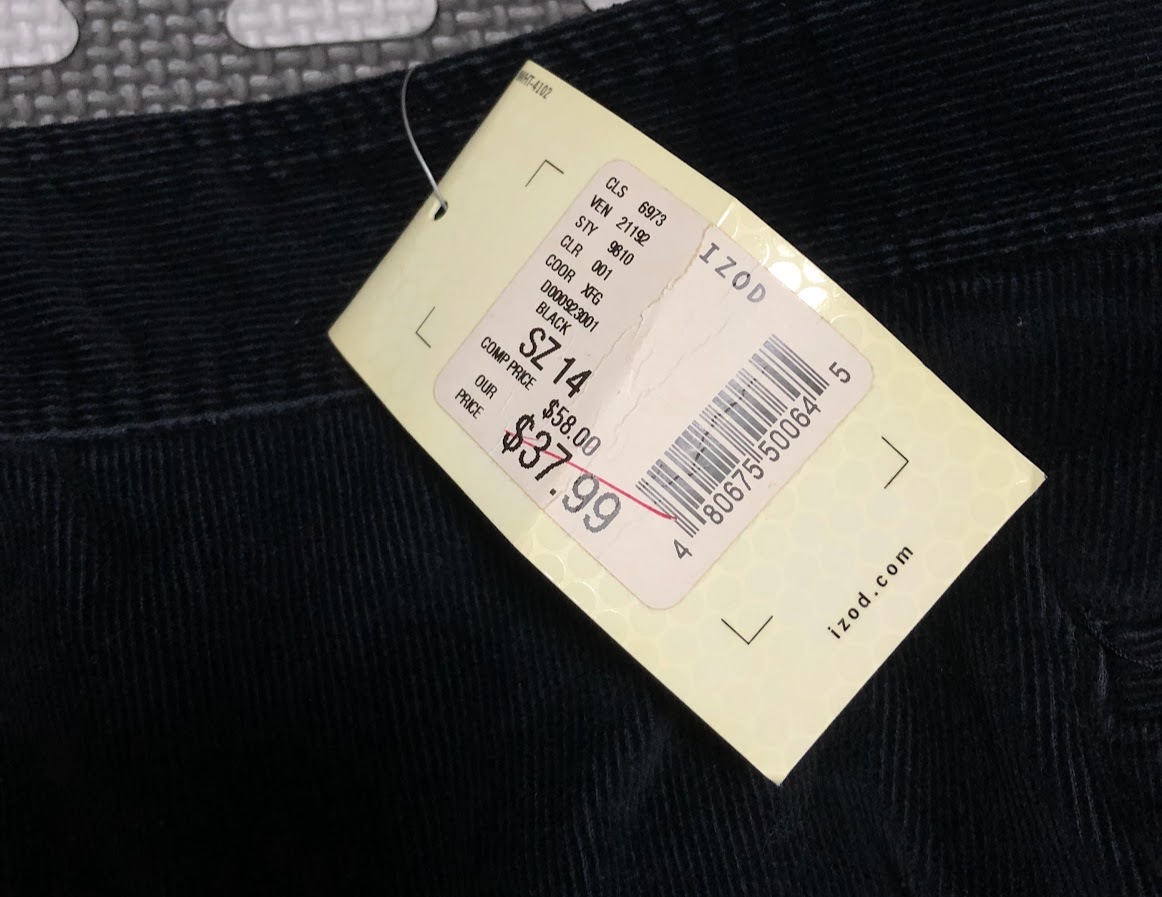 WHT-4102
CLS 6973
VEN 21192
STY 9810
CLR 001
COOR XFG
D000923001
BLACK
SZ 14
COMP PRICE $58.00
OUR PRICE $37.99
IZOD
4 80675 50064 5
izod.com